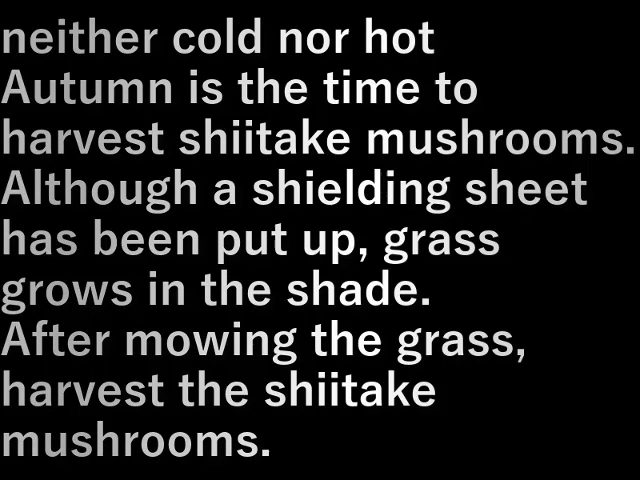 neither cold nor hot
Autumn is the time to
harvest shiitake mushrooms.
Although a shielding sheet
has been put up, grass
grows in the shade.
After mowing the grass,
harvest the shiitake
mushrooms.